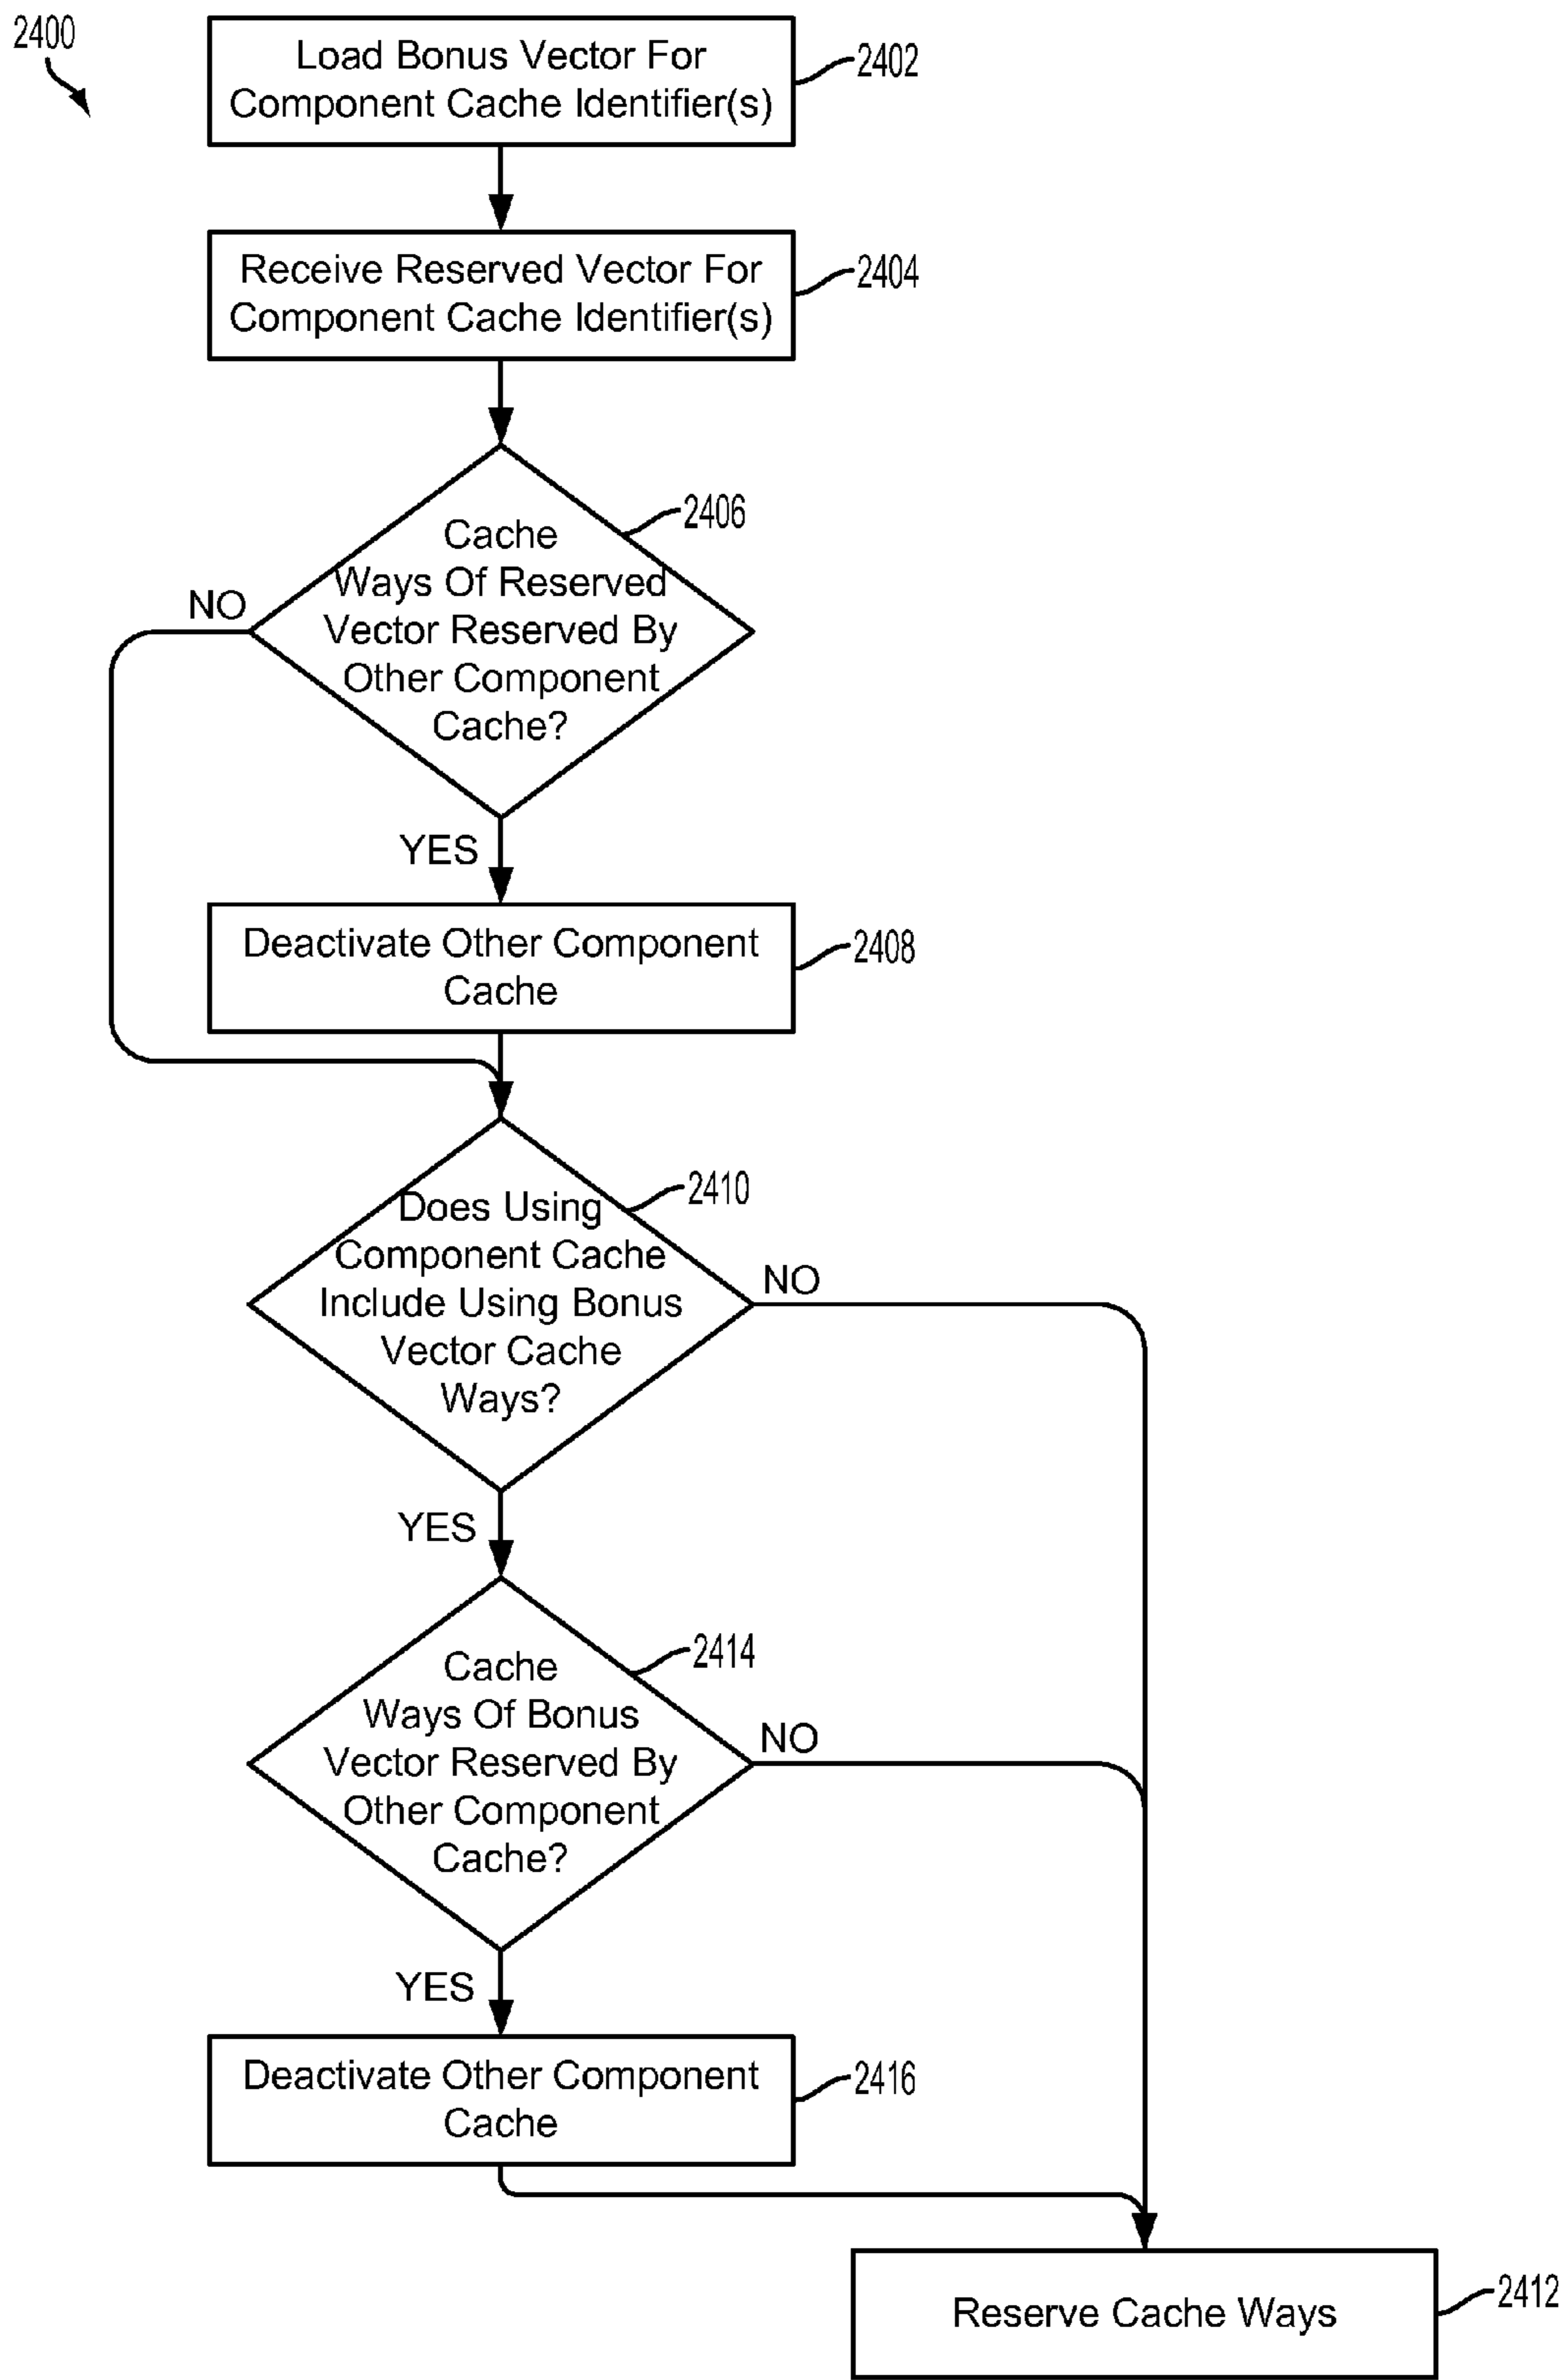 2400
Load Bonus Vector For
Component Cache Identifier(s)
2402
Receive Reserved Vector For
Component Cache Identifier(s)
2404
Cache
Ways Of Reserved
Vector Reserved By
Other Component
Cache?
2406
NO
YES
Deactivate Other Component
Cache
2408
Does Using
Component Cache
Include Using Bonus
Vector Cache
Ways?
2410
NO
YES
Cache
Ways Of Bonus
Vector Reserved By
Other Component
Cache?
2414
NO
YES
Deactivate Other Component
Cache
2416
Reserve Cache Ways
2412